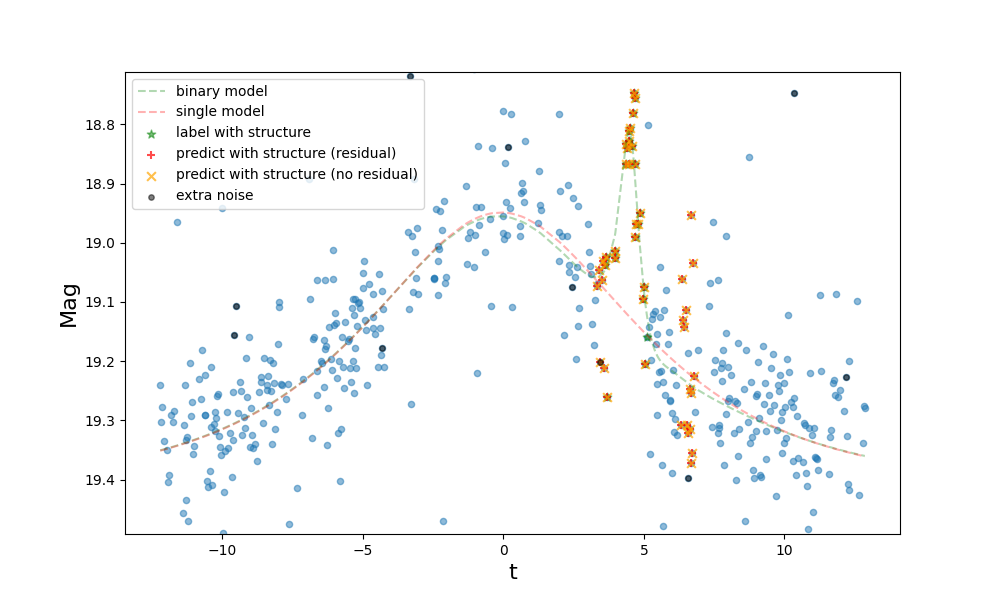 binary model
single model
label with structure
predict with structure (residual)
predict with structure (no residual)
extra noise
Mag
18.8
18.9
19.0
19.1
19.2
19.3
19.4
−10
−5
0
5
10
t